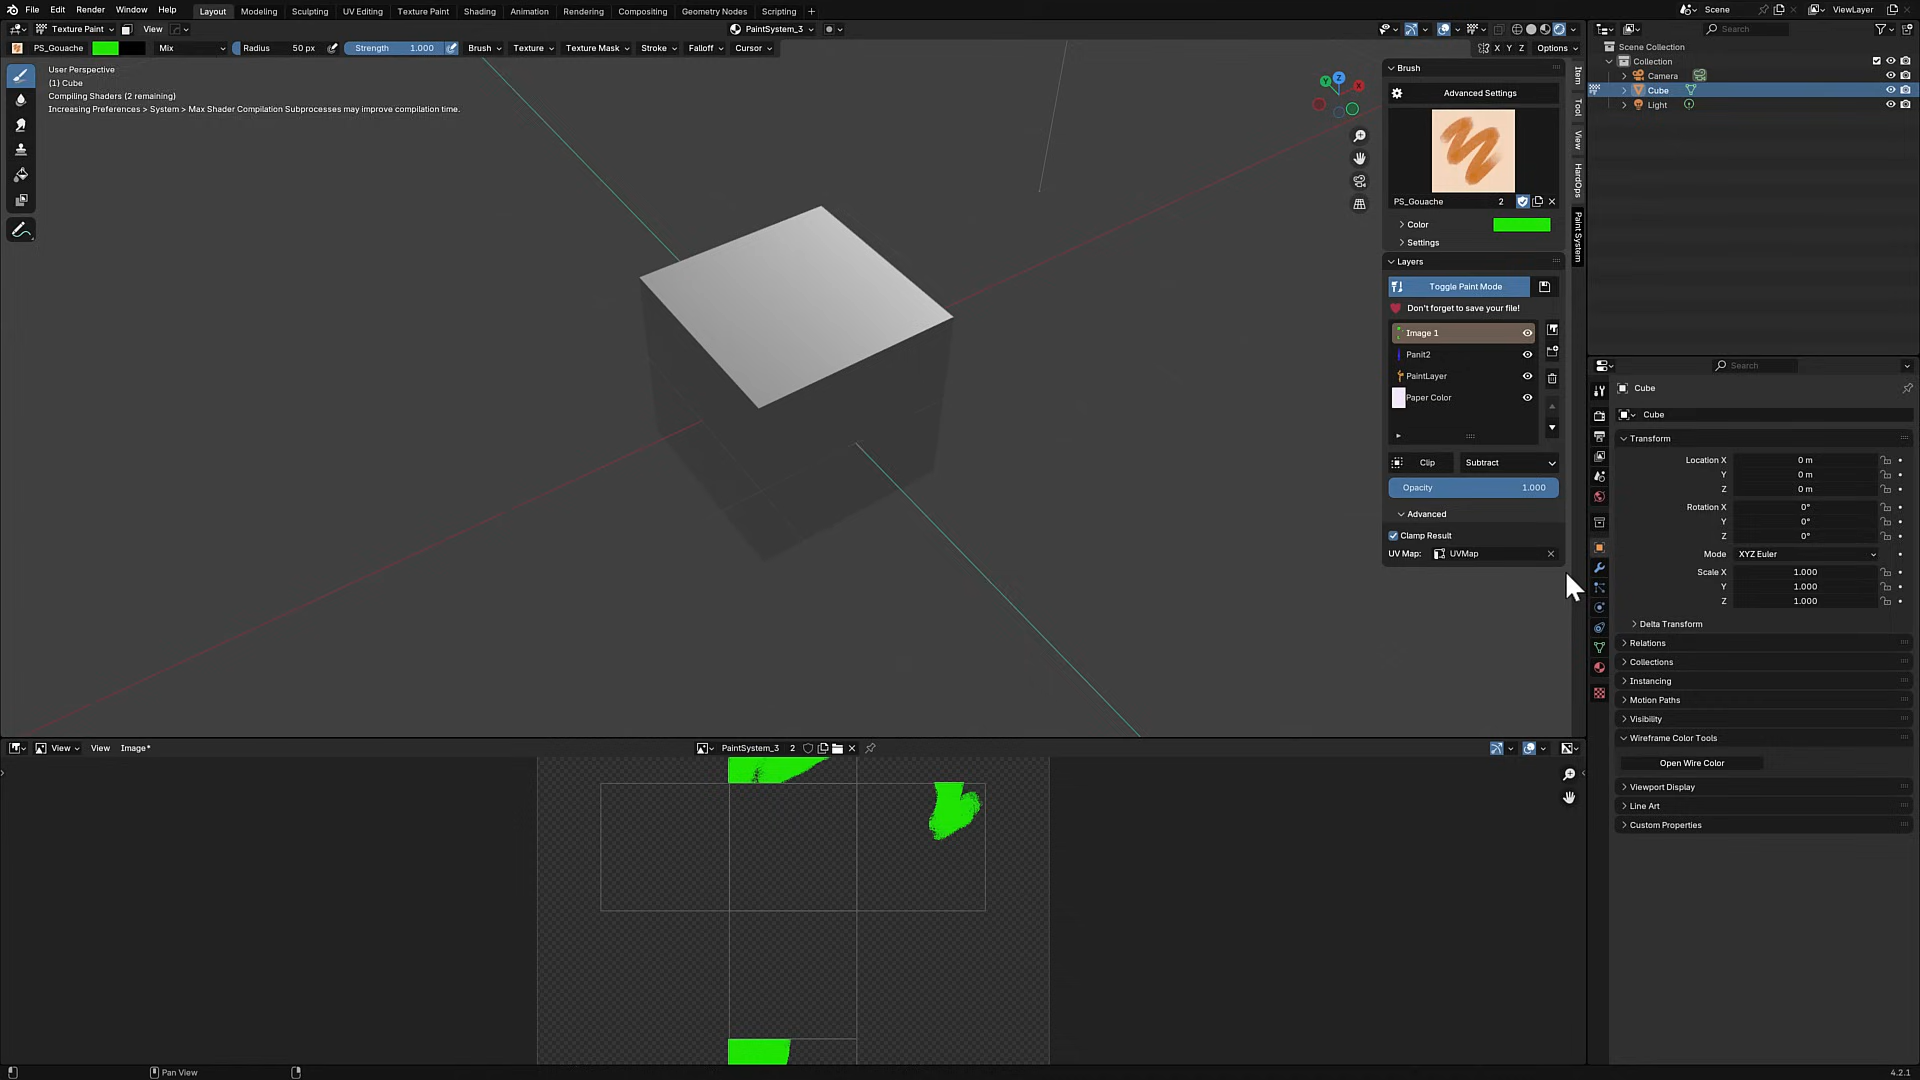 File Edit Render Window Help Layout Modeling Sculpting UV Editing Texture Paint Shading Animation Rendering Compositing Geometry Nodes Scripting + Scene ViewLayer
Texture Paint View PaintSystem_3 Search
PS_Gouache Mix Radius 50 px Strength 1.000 Brush Texture Texture Mask Stroke Falloff Cursor X Y Z Options
User Perspective
(1) Cube
Compiling Shaders (2 remaining)
Increasing Preferences > System > Max Shader Compilation Subprocesses may improve compilation time.
Z
Y
X
Brush
Advanced Settings
PS_Gouache 2
Color
Settings
Layers
Toggle Paint Mode
Don't forget to save your file!
Image 1
Panit2
PaintLayer
Paper Color
Clip Subtract
Opacity 1.000
Advanced
Clamp Result
UV Map: UVMap
Item
Tool
View
HardOps
Paint System
Scene Collection
Collection
Camera
Cube
Light
Search
Cube
Cube
Transform
Location X 0 m
Y 0 m
Z 0 m
Rotation X 0°
Y 0°
Z 0°
Mode XYZ Euler
Scale X 1.000
Y 1.000
Z 1.000
Delta Transform
Relations
Collections
Instancing
Motion Paths
Visibility
Wireframe Color Tools
Open Wire Color
Viewport Display
Line Art
Custom Properties
View View Image* PaintSystem_3 2
Pan View 4.2.1